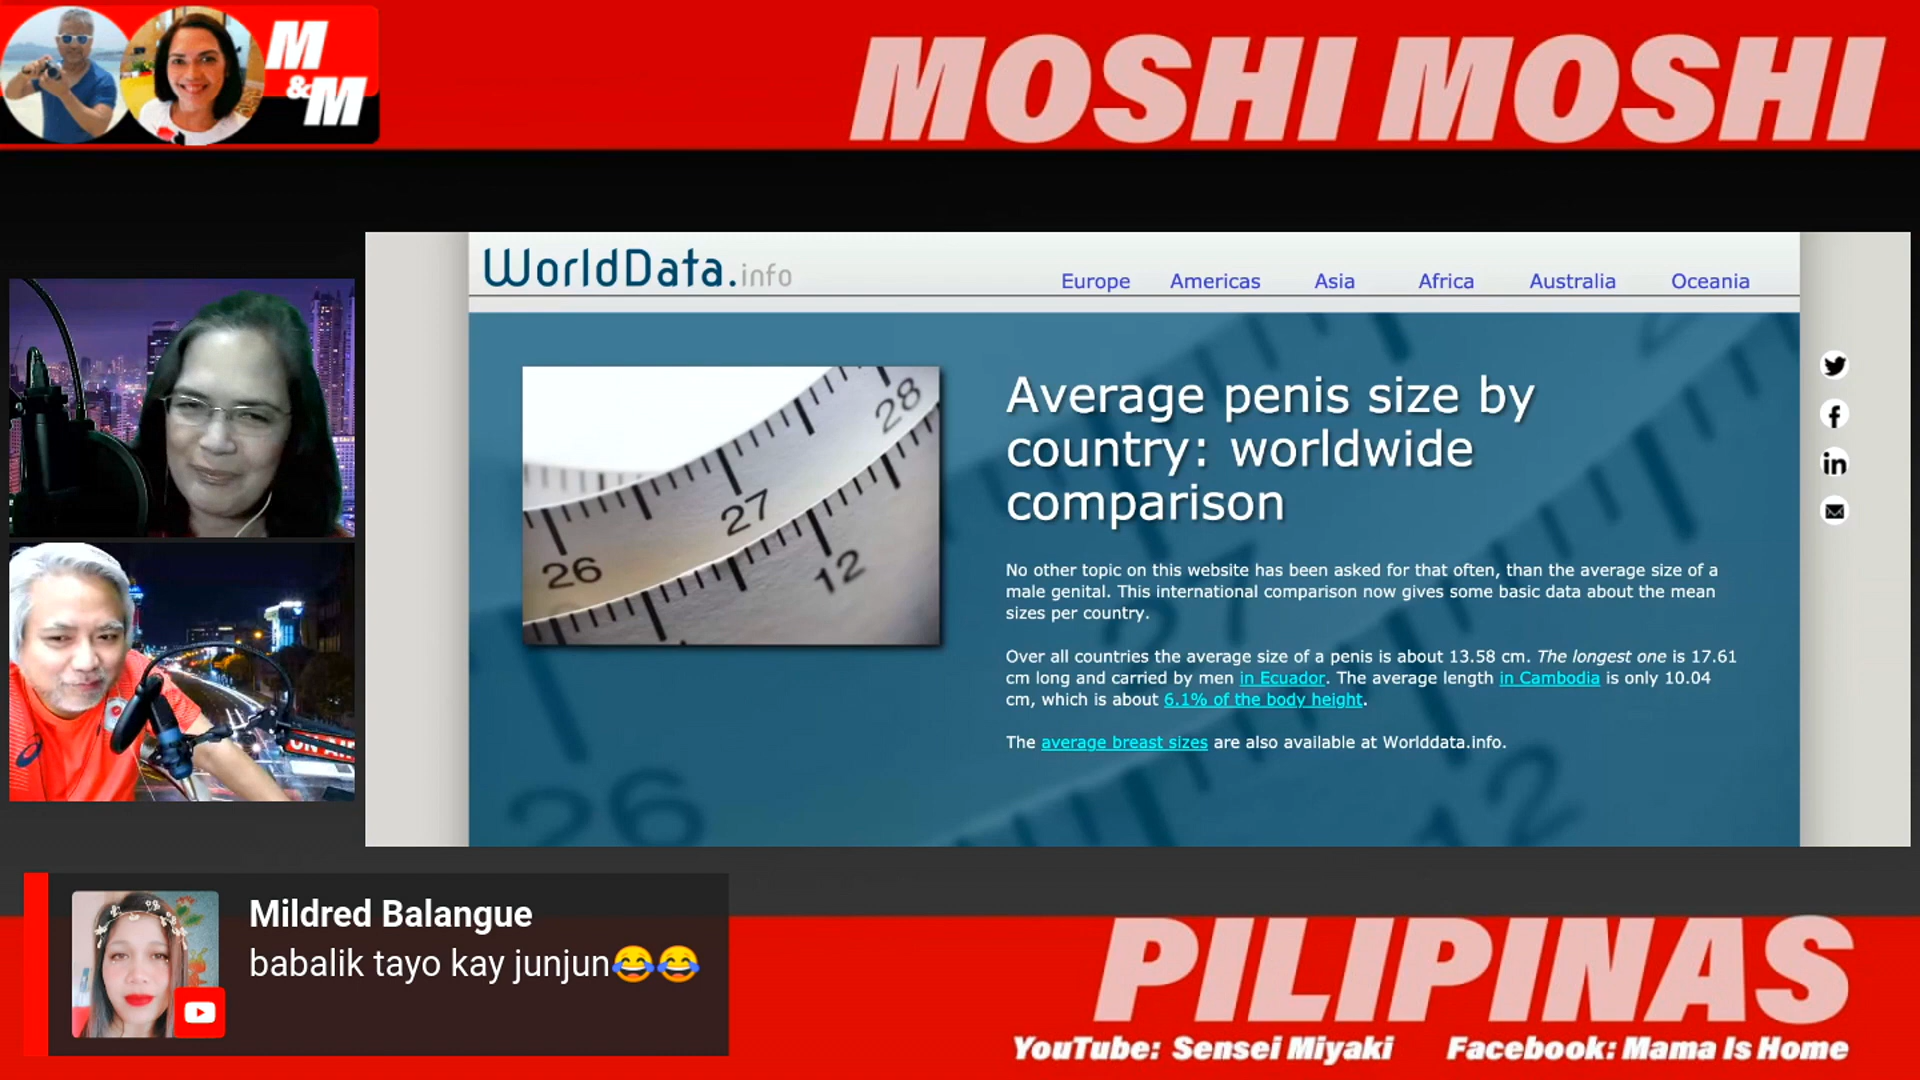 M
&
M
MOSHI MOSHI
WorldData.info
Europe Americas Asia Africa Australia Oceania
26
27
28
12
Average penis size by
country: worldwide
comparison
No other topic on this website has been asked for that often, than the average size of a
male genital. This international comparison now gives some basic data about the mean
sizes per country.
Over all countries the average size of a penis is about 13.58 cm. The longest one is 17.61
cm long and carried by men in Ecuador. The average length in Cambodia is only 10.04
cm, which is about 6.1% of the body height.
The average breast sizes are also available at Worlddata.info.
26
12
27
ON AIR
Mildred Balangue
babalik tayo kay junjun😂😂
PILIPINAS
YouTube: Sensei Miyaki Facebook: Mama Is Home